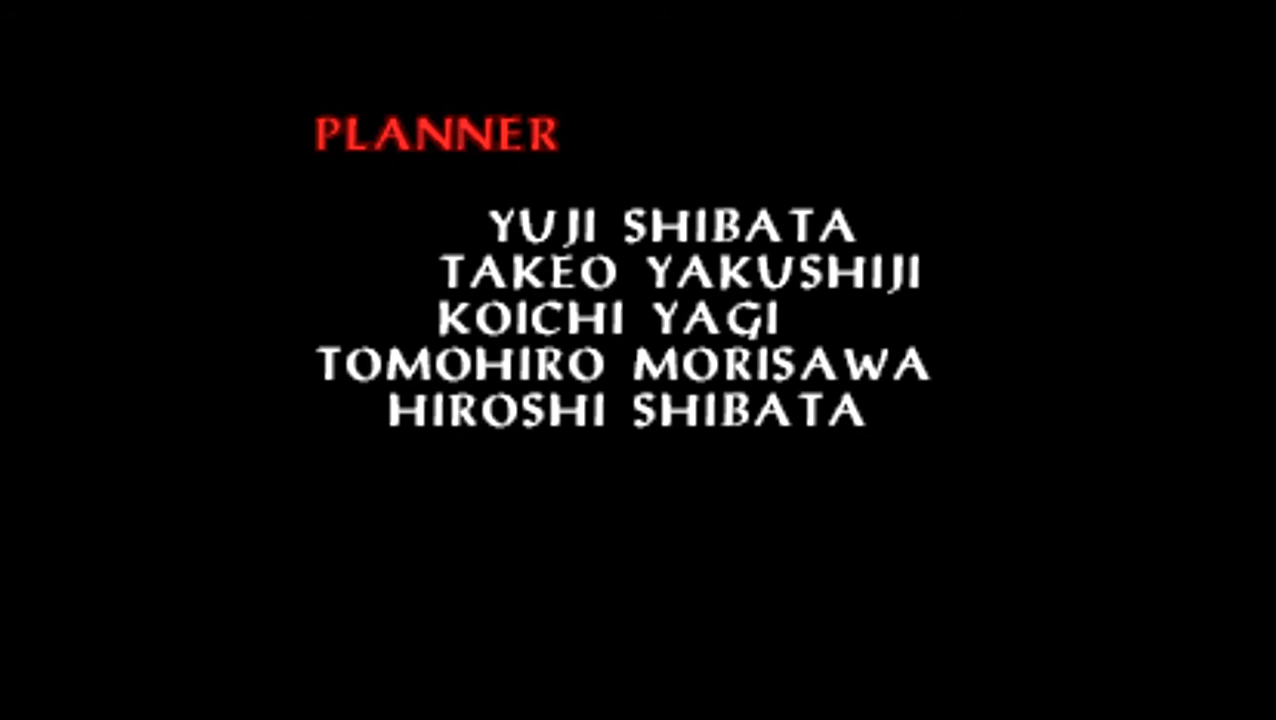 PLANNER
YUJI SHIBATA
TAKEO YAKUSHIJI
KOICHI YAGI
TOMOHIRO MORISAWA
HIROSHI SHIBATA